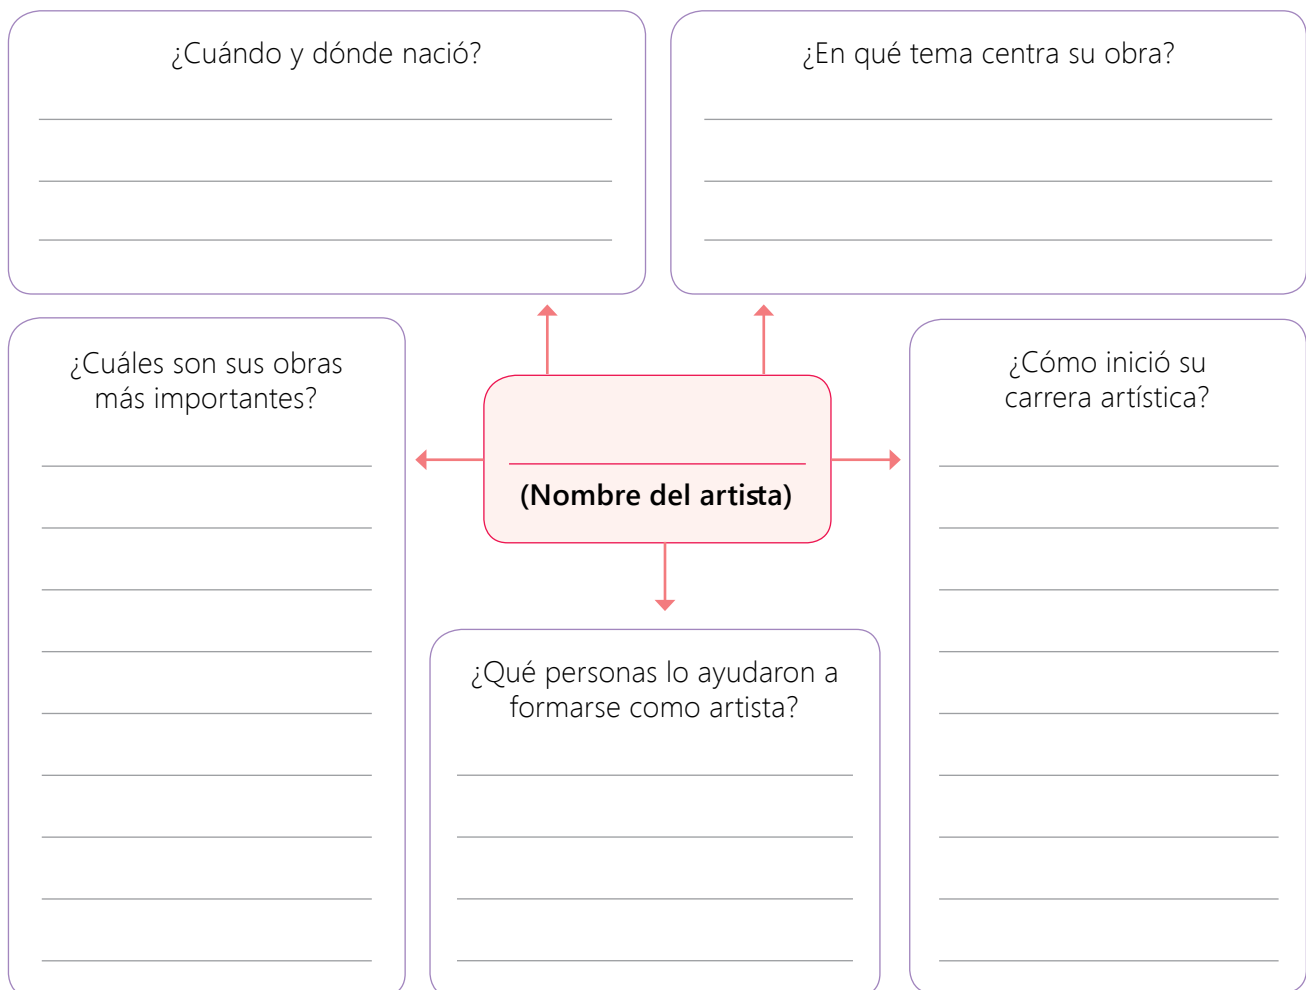 ¿Cuándo y dónde nació?
¿En qué tema centra su obra?
¿Cuáles son sus obras
más importantes?
(Nombre del artista)
¿Cómo inició su
carrera artística?
¿Qué personas lo ayudaron a
formarse como artista?